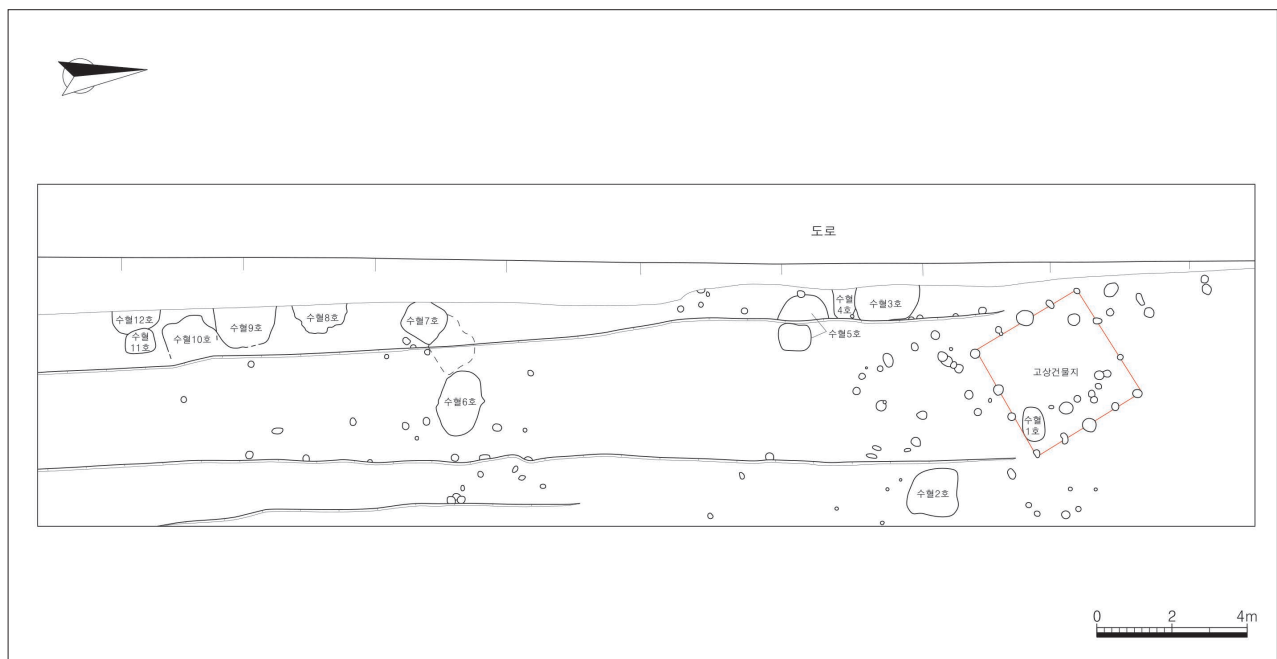 도로
수혈12호
수혈
11호
수혈10호
수혈9호
수혈8호
수혈7호
수혈6호
수혈5호
수혈
4호
수혈3호
고상건물지
수혈
1호
수혈2호
0 2 4m